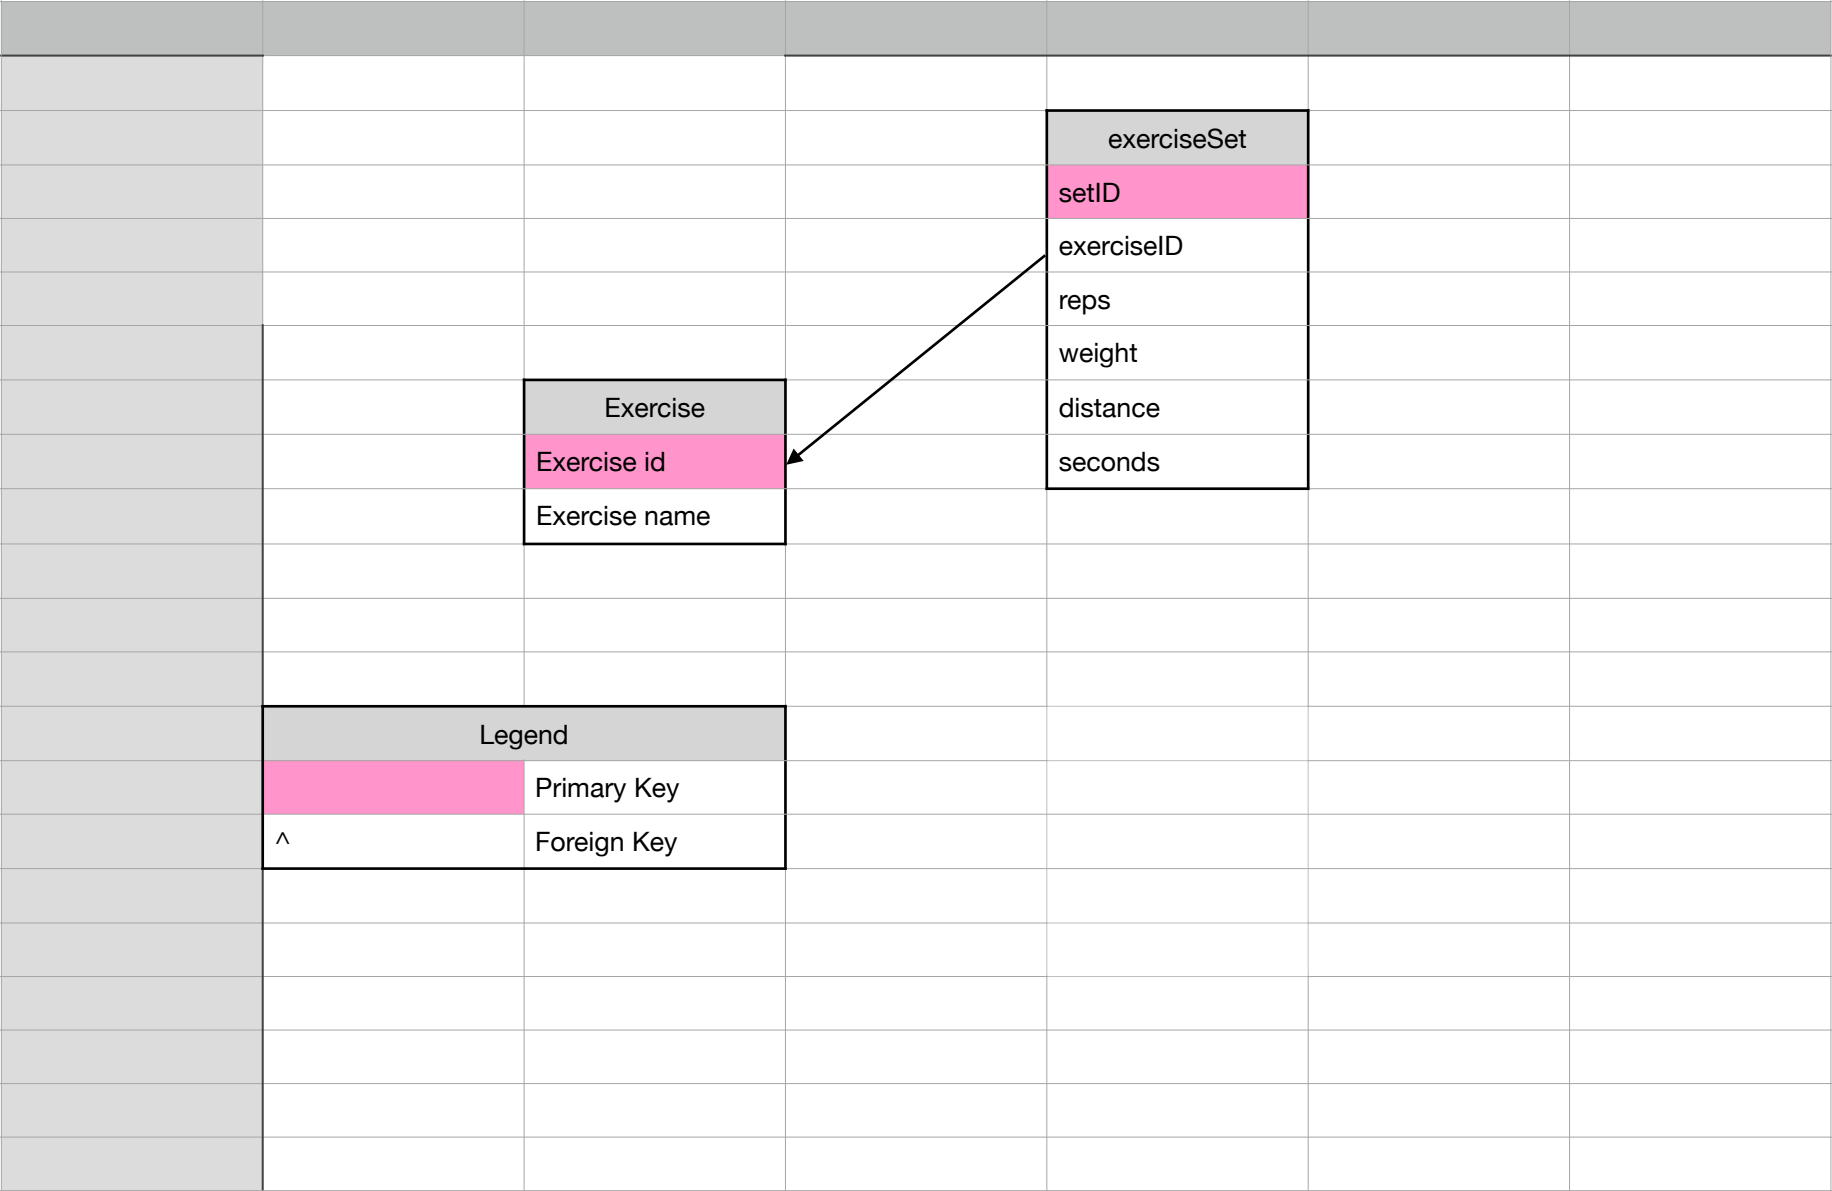 exerciseSet
setID
exerciseID
reps
weight
distance
seconds
Exercise
Exercise id
Exercise name
Legend
Primary Key
^ Foreign Key